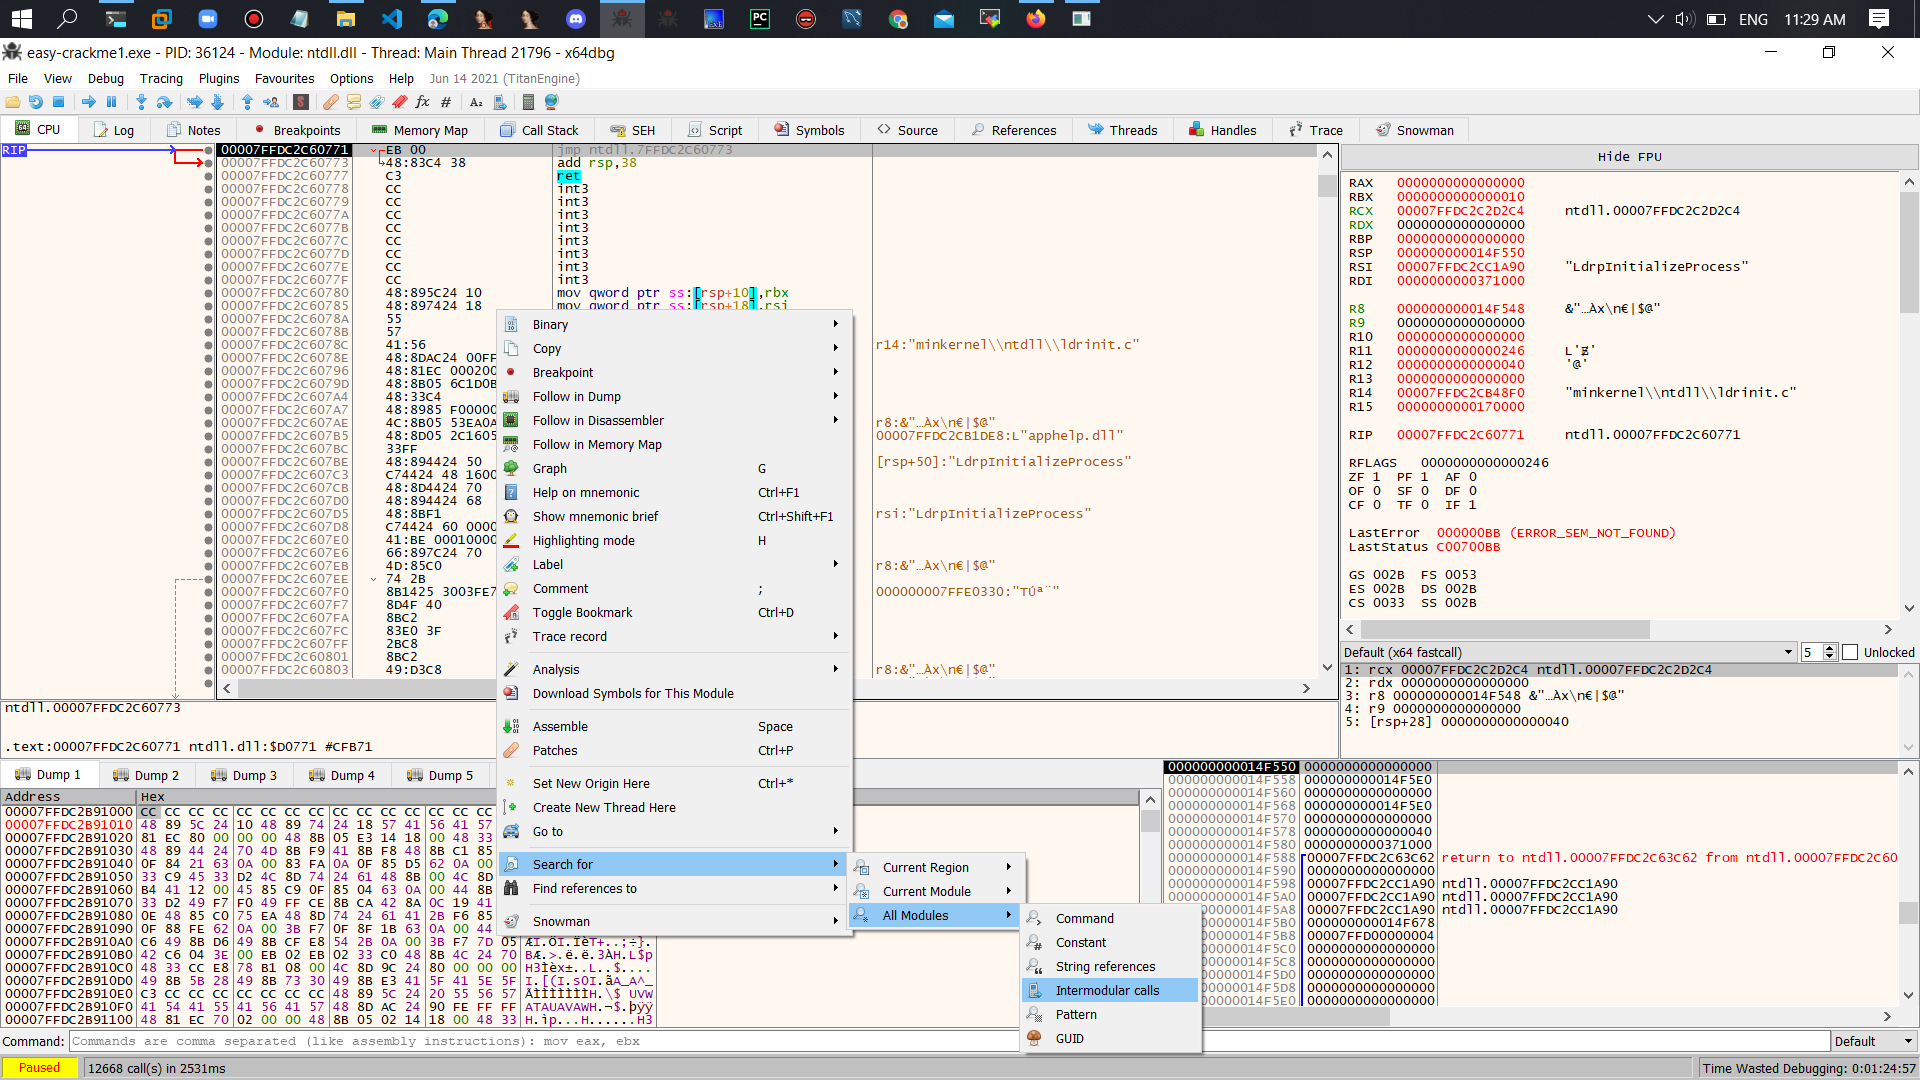 ENG 11:29 AM
easy-crackme1.exe - PID: 36124 - Module: ntdll.dll - Thread: Main Thread 21796 - x64dbg
File View Debug Tracing Plugins Favourites Options Help Jun 14 2021 (TitanEngine)
CPU Log Notes Breakpoints Memory Map Call Stack SEH Script Symbols Source References Threads Handles Trace Snowman
RIP
00007FFDC2C60771 EB 00 jmp ntdll.7FFDC2C60773
00007FFDC2C60773 48:83C4 38 add rsp,38
00007FFDC2C60777 C3 ret
00007FFDC2C60778 CC int3
00007FFDC2C60779 CC int3
00007FFDC2C6077A CC int3
00007FFDC2C6077B CC int3
00007FFDC2C6077C CC int3
00007FFDC2C6077D CC int3
00007FFDC2C6077E CC int3
00007FFDC2C6077F CC int3
00007FFDC2C60780 48:895C24 10 mov qword ptr ss:[rsp+10],rbx
00007FFDC2C60785 48:897424 18 mov qword ptr ss:[rsp+18],rsi
00007FFDC2C6078A 55
00007FFDC2C6078B 57
00007FFDC2C6078C 41:56 r14:"minkernel\\ntdll\\ldrinit.c"
00007FFDC2C6078E 48:8DAC24 00FF
00007FFDC2C60796 48:81EC 000200
00007FFDC2C6079D 48:8B05 6C1D0B
00007FFDC2C607A4 48:33C4
00007FFDC2C607A7 48:8985 F00000
00007FFDC2C607AE 4C:8B05 53EA0A r8:&"…Àx\n€|$@"
00007FFDC2C607B5 48:8D05 2C1605 00007FFDC2CB1DE8:L"apphelp.dll"
00007FFDC2C607BC 33FF
00007FFDC2C607BE 48:894424 50 [rsp+50]:"LdrpInitializeProcess"
00007FFDC2C607C3 C74424 48 1600
00007FFDC2C607CB 48:8D4424 70
00007FFDC2C607D0 48:894424 68
00007FFDC2C607D5 48:8BF1 rsi:"LdrpInitializeProcess"
00007FFDC2C607D8 C74424 60 0000
00007FFDC2C607E0 41:BE 00010000
00007FFDC2C607E6 66:897C24 70
00007FFDC2C607EB 4D:85C0 r8:&"…Àx\n€|$@"
00007FFDC2C607EE 74 2B
00007FFDC2C607F0 8B1425 3003FE7 000000007FFE0330:"TÚª¨"
00007FFDC2C607F7 8D4F 40
00007FFDC2C607FA 8BC2
00007FFDC2C607FC 83E0 3F
00007FFDC2C607FF 2BC8
00007FFDC2C60801 8BC2
00007FFDC2C60803 49:D3C8 r8:&"…Àx\n€|$@"
Binary
Copy
Breakpoint
Follow in Dump
Follow in Disassembler
Follow in Memory Map
Graph G
Help on mnemonic Ctrl+F1
Show mnemonic brief Ctrl+Shift+F1
Highlighting mode H
Label
Comment ;
Toggle Bookmark Ctrl+D
Trace record
Analysis
Download Symbols for This Module
Assemble Space
Patches Ctrl+P
Set New Origin Here Ctrl+*
Create New Thread Here
Go to
Search for
Find references to
Snowman
Current Region
Current Module
All Modules
Command
Constant
String references
Intermodular calls
Pattern
GUID
Hide FPU
RAX 0000000000000000
RBX 0000000000000010
RCX 00007FFDC2C2D2C4 ntdll.00007FFDC2C2D2C4
RDX 0000000000000000
RBP 0000000000000000
RSP 000000000014F550
RSI 00007FFDC2CC1A90 "LdrpInitializeProcess"
RDI 0000000000371000
R8 000000000014F548 &"…Àx\n€|$@"
R9 0000000000000000
R10 0000000000000000
R11 0000000000000246
R12 0000000000000040 '@'
R13 0000000000000000
R14 00007FFDC2CB48F0 "minkernel\\ntdll\\ldrinit.c"
R15 0000000000170000
RIP 00007FFDC2C60771 ntdll.00007FFDC2C60771
RFLAGS 0000000000000246
ZF 1 PF 1 AF 0
OF 0 SF 0 DF 0
CF 0 TF 0 IF 1
LastError 000000BB (ERROR_SEM_NOT_FOUND)
LastStatus C00700BB
GS 002B FS 0053
ES 002B DS 002B
CS 0033 SS 002B
Default (x64 fastcall) 5 Unlocked
1: rcx 00007FFDC2C2D2C4 ntdll.00007FFDC2C2D2C4
2: rdx 0000000000000000
3: r8 000000000014F548 &"…Àx\n€|$@"
4: r9 0000000000000000
5: [rsp+28] 0000000000000040
ntdll.00007FFDC2C60773
.text:00007FFDC2C60771 ntdll.dll:$D0771 #CFB71
Dump 1 Dump 2 Dump 3 Dump 4 Dump 5
Address Hex
00007FFDC2B91000 CC CC CC CC CC CC CC CC CC CC CC CC CC CC CC CC
00007FFDC2B91010 48 89 5C 24 10 48 89 74 24 18 57 41 56 41 57
00007FFDC2B91020 81 EC 80 00 00 00 48 8B 05 E3 14 18 00 48 33
00007FFDC2B91030 48 89 44 24 70 4D 8B F9 41 8B F8 48 8B C1 85
00007FFDC2B91040 0F 84 21 63 0A 00 83 FA 0A 0F 85 D5 62 0A 00
00007FFDC2B91050 33 C9 45 33 D2 4C 8D 74 24 61 48 8B 00 4C 8D
00007FFDC2B91060 B4 41 12 00 45 85 C9 0F 85 04 63 0A 00 44 8B
00007FFDC2B91070 33 D2 49 F7 F0 49 FF CE 8B CA 42 8A 0C 19 41
00007FFDC2B91080 0E 48 85 C0 75 EA 48 8D 74 24 61 41 2B F6 85
00007FFDC2B91090 0F 88 FE 62 0A 00 3B F7 0F 8F 1B 63 0A 00 44
00007FFDC2B910A0 C6 49 8B D6 49 8B CF E8 54 2B 0A 00 3B F7 7D 05
00007FFDC2B910B0 42 C6 04 3E 00 EB 02 EB 02 33 C0 48 8B 4C 24 70
00007FFDC2B910C0 48 33 CC E8 78 B1 08 00 4C 8D 9C 24 80 00 00 00
00007FFDC2B910D0 49 8B 5B 28 49 8B 73 30 49 8B E3 41 5F 41 5E 5F
00007FFDC2B910E0 C3 CC CC CC CC CC CC CC 48 89 5C 24 20 55 56 57
00007FFDC2B910F0 41 54 41 55 41 56 41 57 48 8D AC 24 90 FE FF FF
00007FFDC2B91100 48 81 EC 70 02 00 00 48 8B 05 02 14 18 00 48 33
000000000014F550 0000000000000000
000000000014F558 000000000014F5E0
000000000014F560 0000000000000000
000000000014F568 000000000014F5E0
000000000014F570 0000000000000000
000000000014F578 0000000000000040
000000000014F580 0000000000371000
000000000014F588 00007FFDC2C63C62 return to ntdll.00007FFDC2C63C62 from ntdll.00007FFDC2C60
000000000014F590 0000000000000000
000000000014F598 00007FFDC2CC1A90 ntdll.00007FFDC2CC1A90
00007FFDC2CC1A90 ntdll.00007FFDC2CC1A90
00007FFDC2CC1A90 ntdll.00007FFDC2CC1A90
000000000014F678
00007FFD00000004
0000000000000000
0000000000000000
0000000000000000
0000000000000000
0000000000000000
Command: Commands are comma separated (like assembly instructions): mov eax, ebx Default
Paused 12668 call(s) in 2531ms Time Wasted Debugging: 0:01:24:57